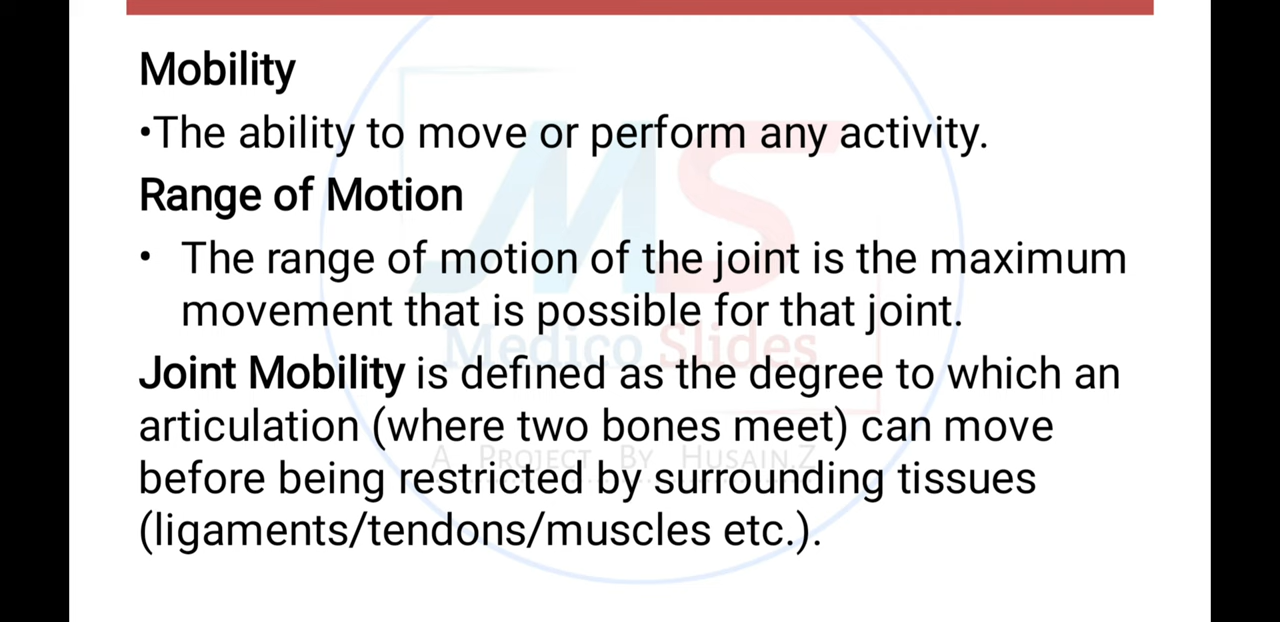 Mobility
•The ability to move or perform any activity.
Range of Motion
• The range of motion of the joint is the maximum
movement that is possible for that joint.
Joint Mobility is defined as the degree to which an
articulation (where two bones meet) can move
before being restricted by surrounding tissues
(ligaments/tendons/muscles etc.).
MS
Medico Slides
A Project By Husain.Z